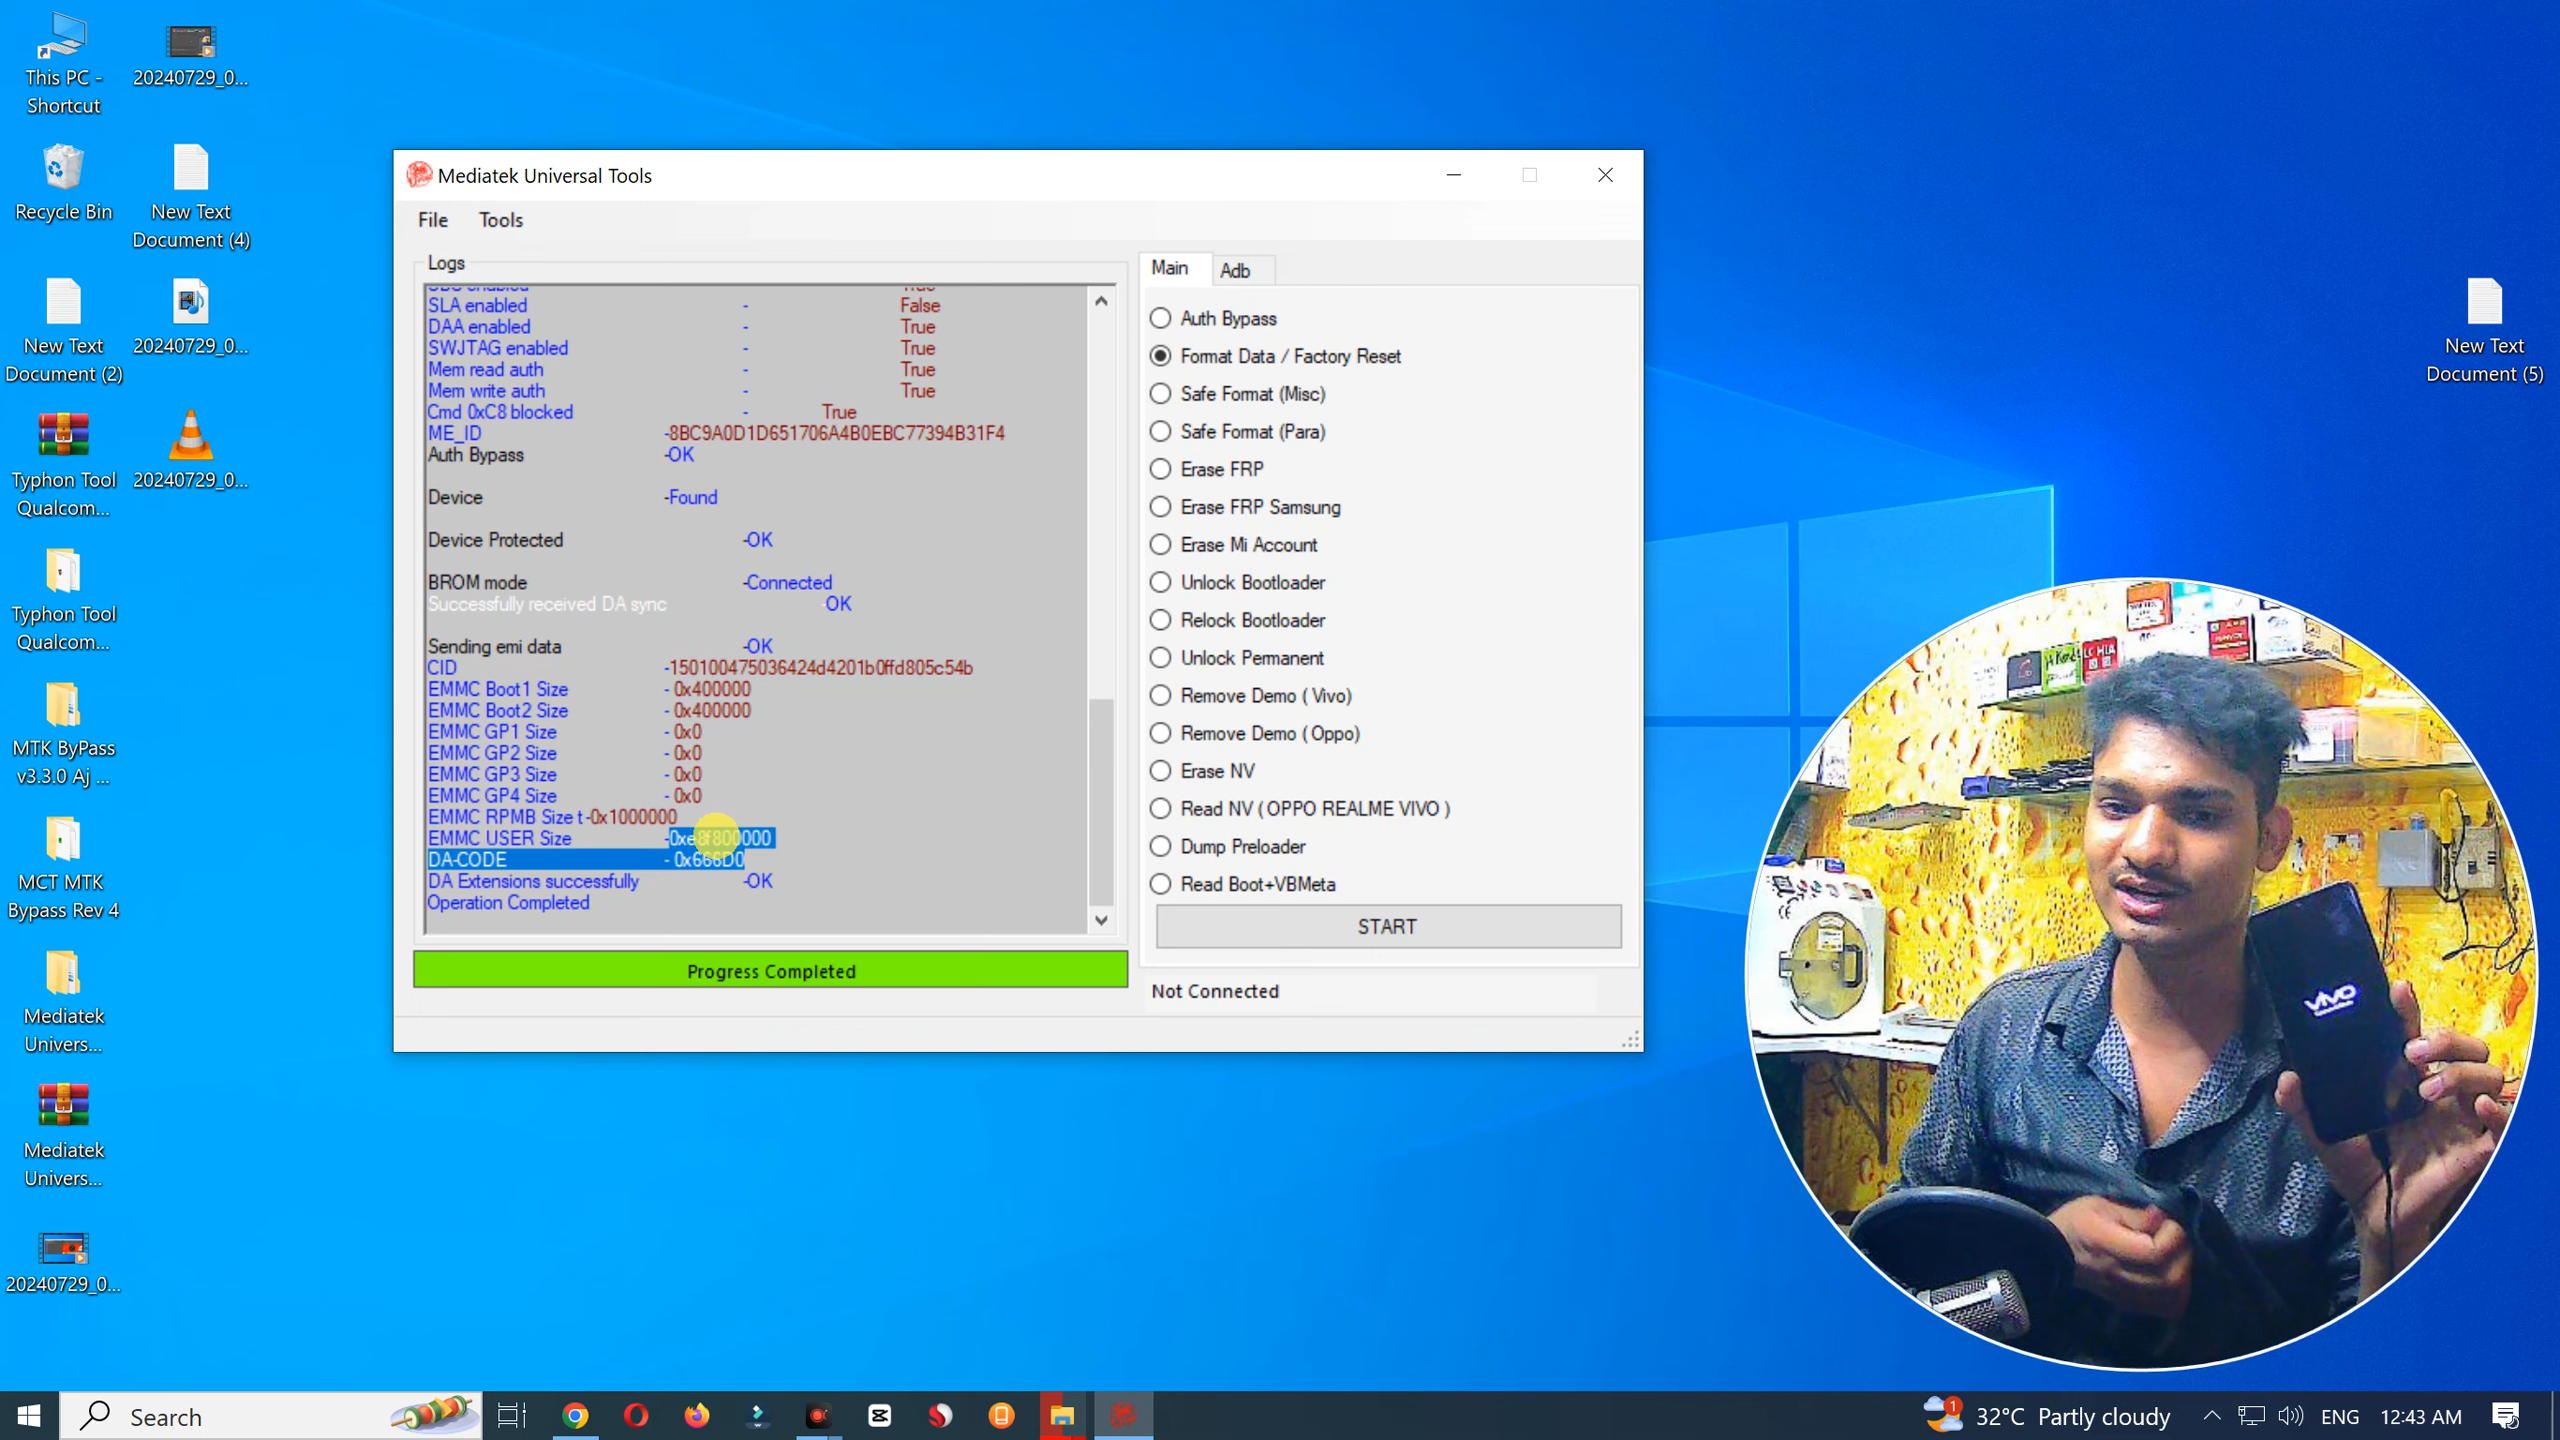 This PC -
Shortcut
20240729_0...
Recycle Bin
New Text
Document (4)
New Text
Document (2)
20240729_0...
Typhon Tool
Qualcom...
20240729_0...
Typhon Tool
Qualcom...
MTK ByPass
v3.3.0 Aj ...
MCT MTK
Bypass Rev 4
Mediatek
Univers...
Mediatek
Univers...
20240729_0...
New Text
Document (5)
Mediatek Universal Tools
File Tools
Logs
SLA enabled - False
DAA enabled - True
SWJTAG enabled - True
Mem read auth - True
Mem write auth - True
Cmd 0xC8 blocked - True
ME_ID -8BC9A0D1D651706A4B0EBC77394B31F4
Auth Bypass -OK
Device -Found
Device Protected -OK
BROM mode -Connected
Successfully received DA sync -OK
Sending emi data -OK
CID -150100475036424d4201b0ffd805c54b
EMMC Boot1 Size - 0x400000
EMMC Boot2 Size - 0x400000
EMMC GP1 Size - 0x0
EMMC GP2 Size - 0x0
EMMC GP3 Size - 0x0
EMMC GP4 Size - 0x0
EMMC RPMB Size t -0x1000000
EMMC USER Size -0xe8f800000
DA-CODE - 0x666D0
DA Extensions successfully -OK
Operation Completed
Progress Completed
Main Adb
Auth Bypass
Format Data / Factory Reset
Safe Format (Misc)
Safe Format (Para)
Erase FRP
Erase FRP Samsung
Erase Mi Account
Unlock Bootloader
Relock Bootloader
Unlock Permanent
Remove Demo ( Vivo)
Remove Demo ( Oppo)
Erase NV
Read NV ( OPPO REALME VIVO )
Dump Preloader
Read Boot+VBMeta
START
Not Connected
vivo
Search
1
32°C Partly cloudy
ENG
12:43 AM